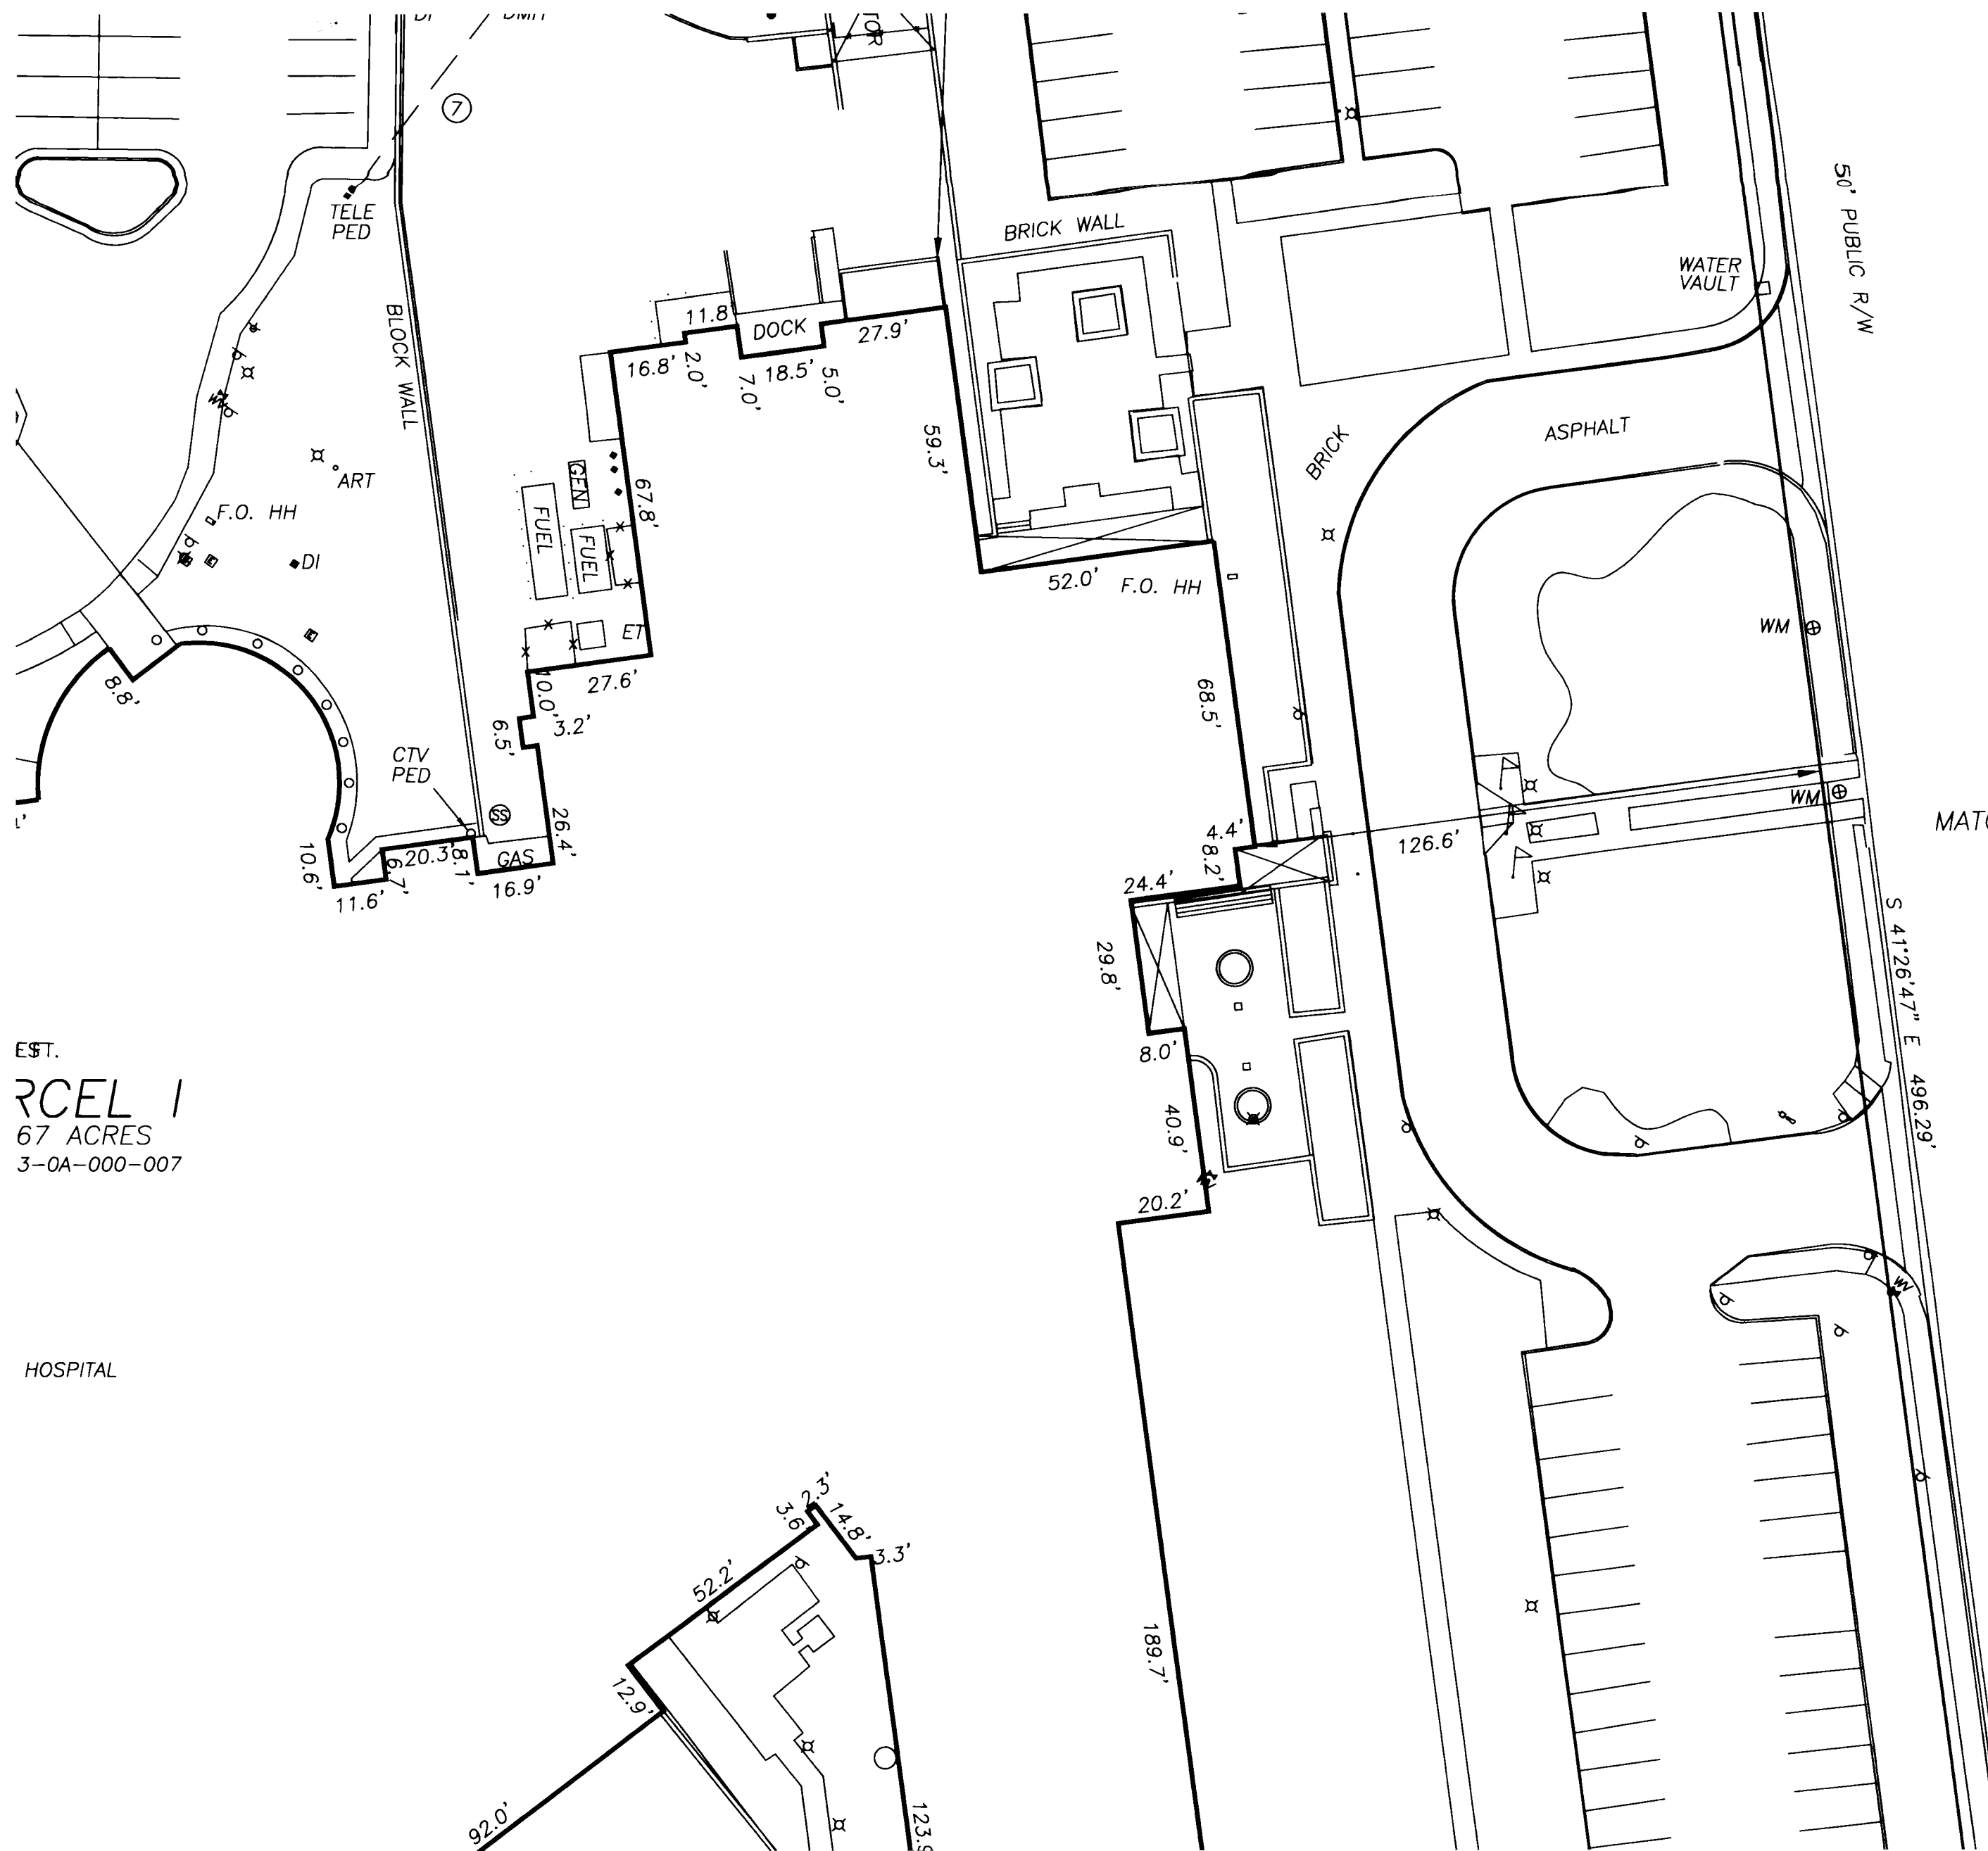 7
TELE
PED
BRICK WALL
50' PUBLIC R/W
WATER
VAULT
BLOCK WALL
11.8'
DOCK
27.9'
16.8'
2.0'
7.0'
18.5'
5.0'
59.3'
BRICK
ASPHALT
ART
GEN
67.8'
F.O. HH
FUEL
FUEL
DI
52.0'
F.O. HH
ET
WM
27.6'
8.8'
10.0'
3.2'
6.5'
68.5'
CTV
PED
SS
WM
26.4'
4.4'
126.6'
10.6'
6.7'
20.3'
8.1'
GAS
8.2'
16.9'
11.6'
24.4'
29.8'
S 41°26'47" E 496.29'
8.0'
EST.
RCEL 1
67 ACRES
3-0A-000-007
40.9'
20.2'
HOSPITAL
2.3'
3.6'
14.8'
3.3'
52.2'
12.9'
189.7'
92.0'
123.9